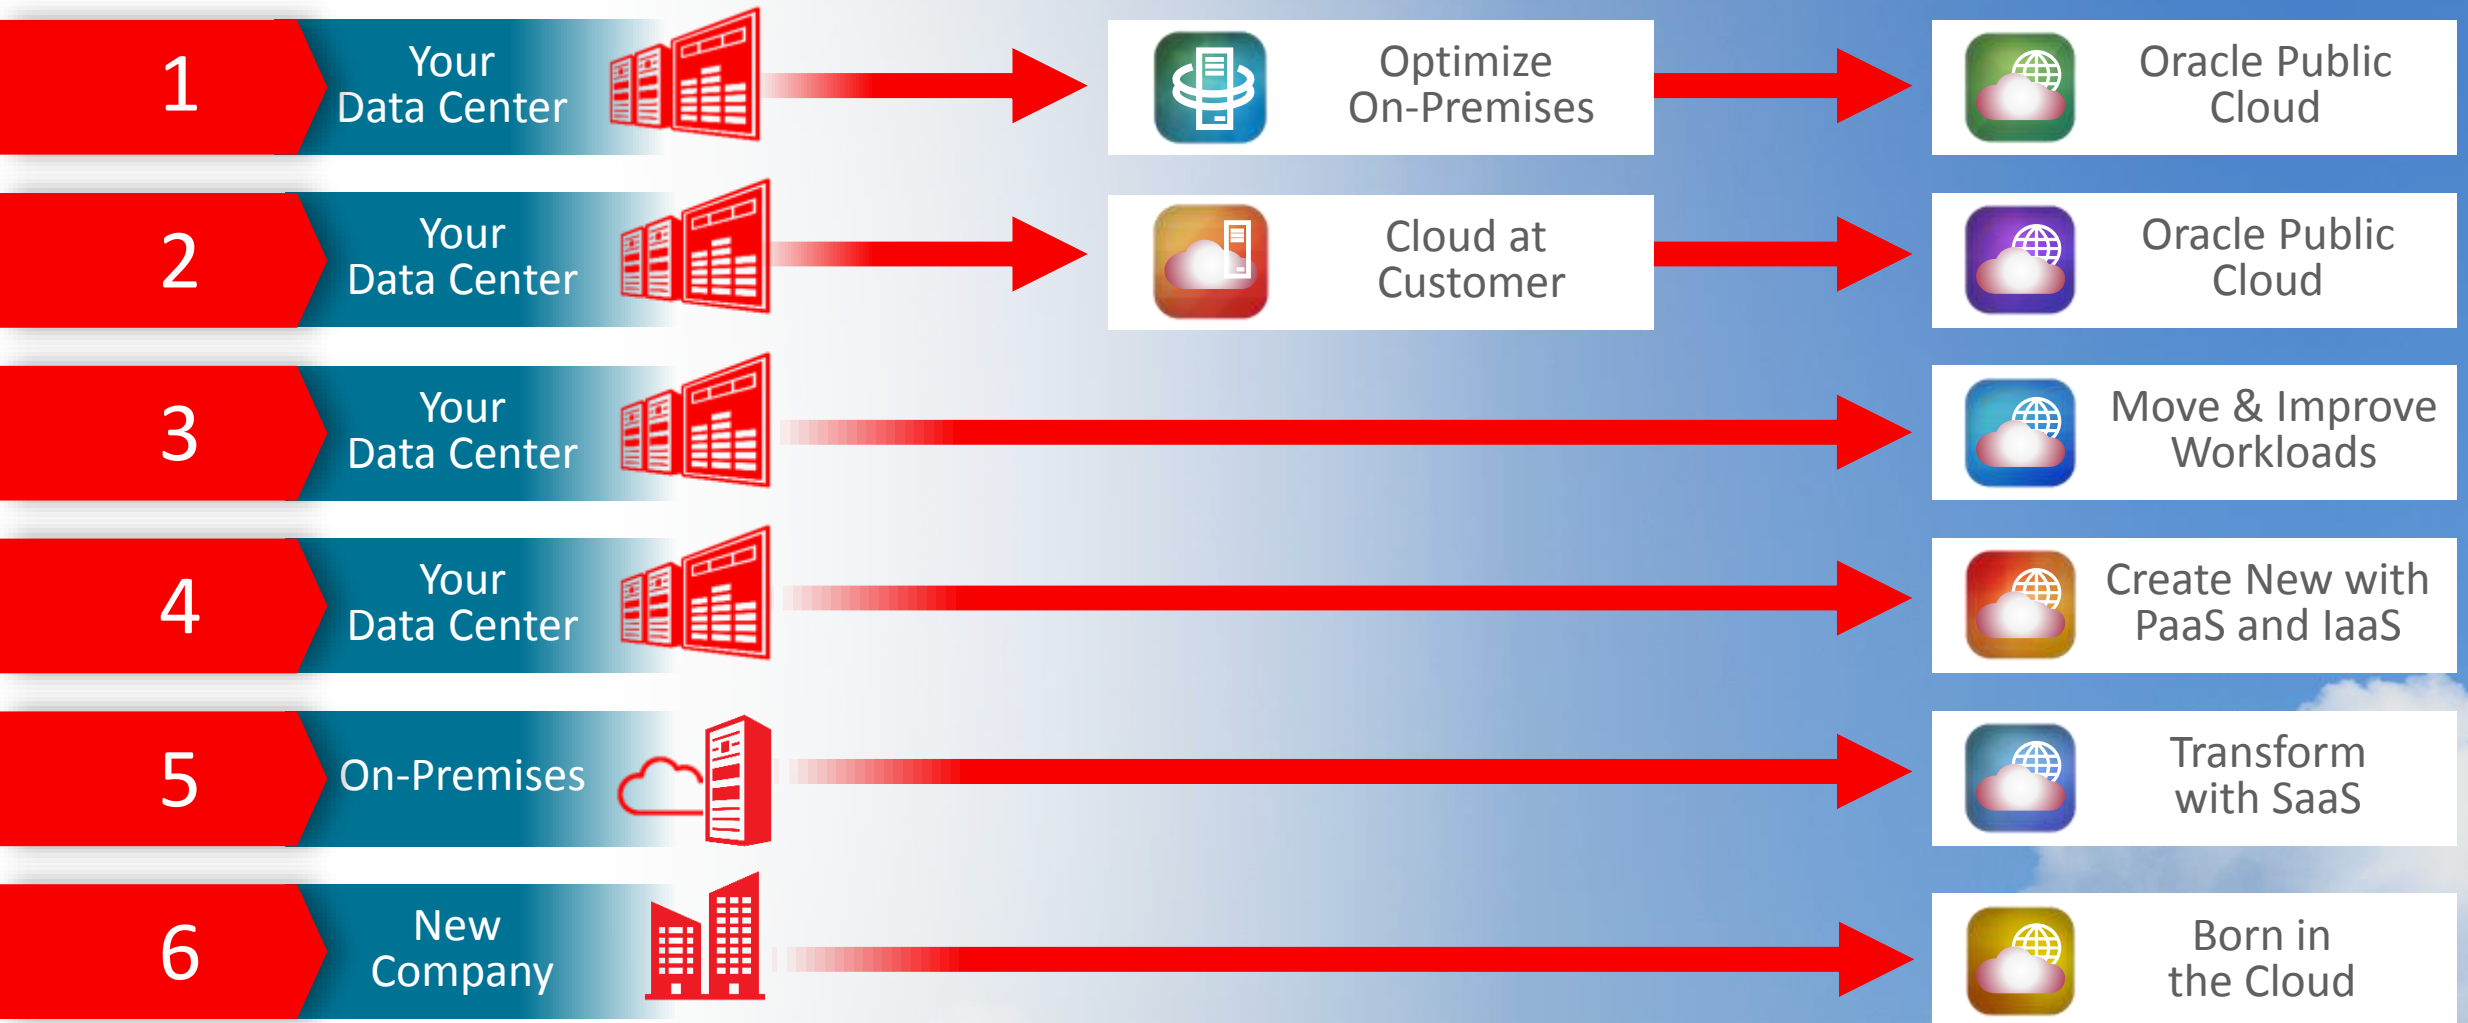 1
Your
Data Center
Optimize
On-Premises
Oracle Public
Cloud
2
Your
Data Center
Cloud at
Customer
Oracle Public
Cloud
3
Your
Data Center
Move & Improve
Workloads
4
Your
Data Center
Create New with
PaaS and IaaS
5
On-Premises
Transform
with SaaS
6
New
Company
Born in
the Cloud